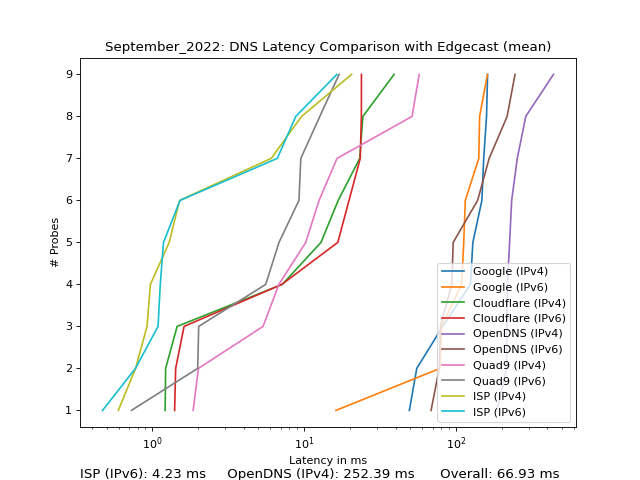 September_2022: DNS Latency Comparison with Edgecast (mean)
# Probes
9
8
7
6
5
4
3
2
1
Google (IPv4)
Google (IPv6)
Cloudflare (IPv4)
Cloudflare (IPv6)
OpenDNS (IPv4)
OpenDNS (IPv6)
Quad9 (IPv4)
Quad9 (IPv6)
ISP (IPv4)
ISP (IPv6)
10⁰ 10¹ 10²
Latency in ms
ISP (IPv6): 4.23 ms OpenDNS (IPv4): 252.39 ms Overall: 66.93 ms